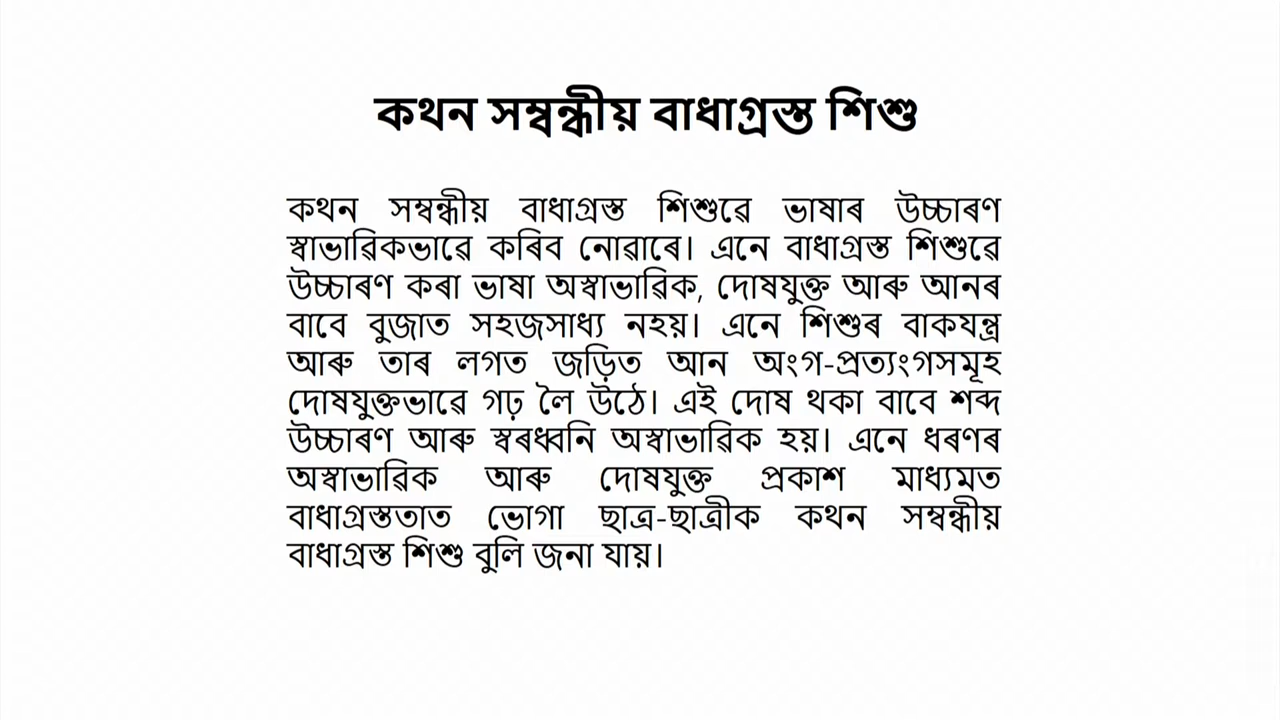 কথন সম্বন্ধীয় বাধাগ্ৰস্ত শিশু
কথন সম্বন্ধীয় বাধাগ্ৰস্ত শিশুৱে ভাষাৰ উচ্চাৰণ
স্বাভাৱিকভাৱে কৰিব নোৱাৰে। এনে বাধাগ্ৰস্ত শিশুৱে
উচ্চাৰণ কৰা ভাষা অস্বাভাৱিক, দোষযুক্ত আৰু আনৰ
বাবে বুজাত সহজসাধ্য নহয়। এনে শিশুৰ বাকযন্ত্ৰ
আৰু তাৰ লগত জড়িত আন অংগ-প্ৰত্যংগসমূহ
দোষযুক্তভাৱে গঢ় লৈ উঠে। এই দোষ থকা বাবে শব্দ
উচ্চাৰণ আৰু স্বৰধ্বনি অস্বাভাৱিক হয়। এনে ধৰণৰ
অস্বাভাৱিক আৰু দোষযুক্ত প্ৰকাশ মাধ্যমত
বাধাগ্ৰস্ততাত ভোগা ছাত্ৰ-ছাত্ৰীক কথন সম্বন্ধীয়
বাধাগ্ৰস্ত শিশু বুলি জনা যায়।